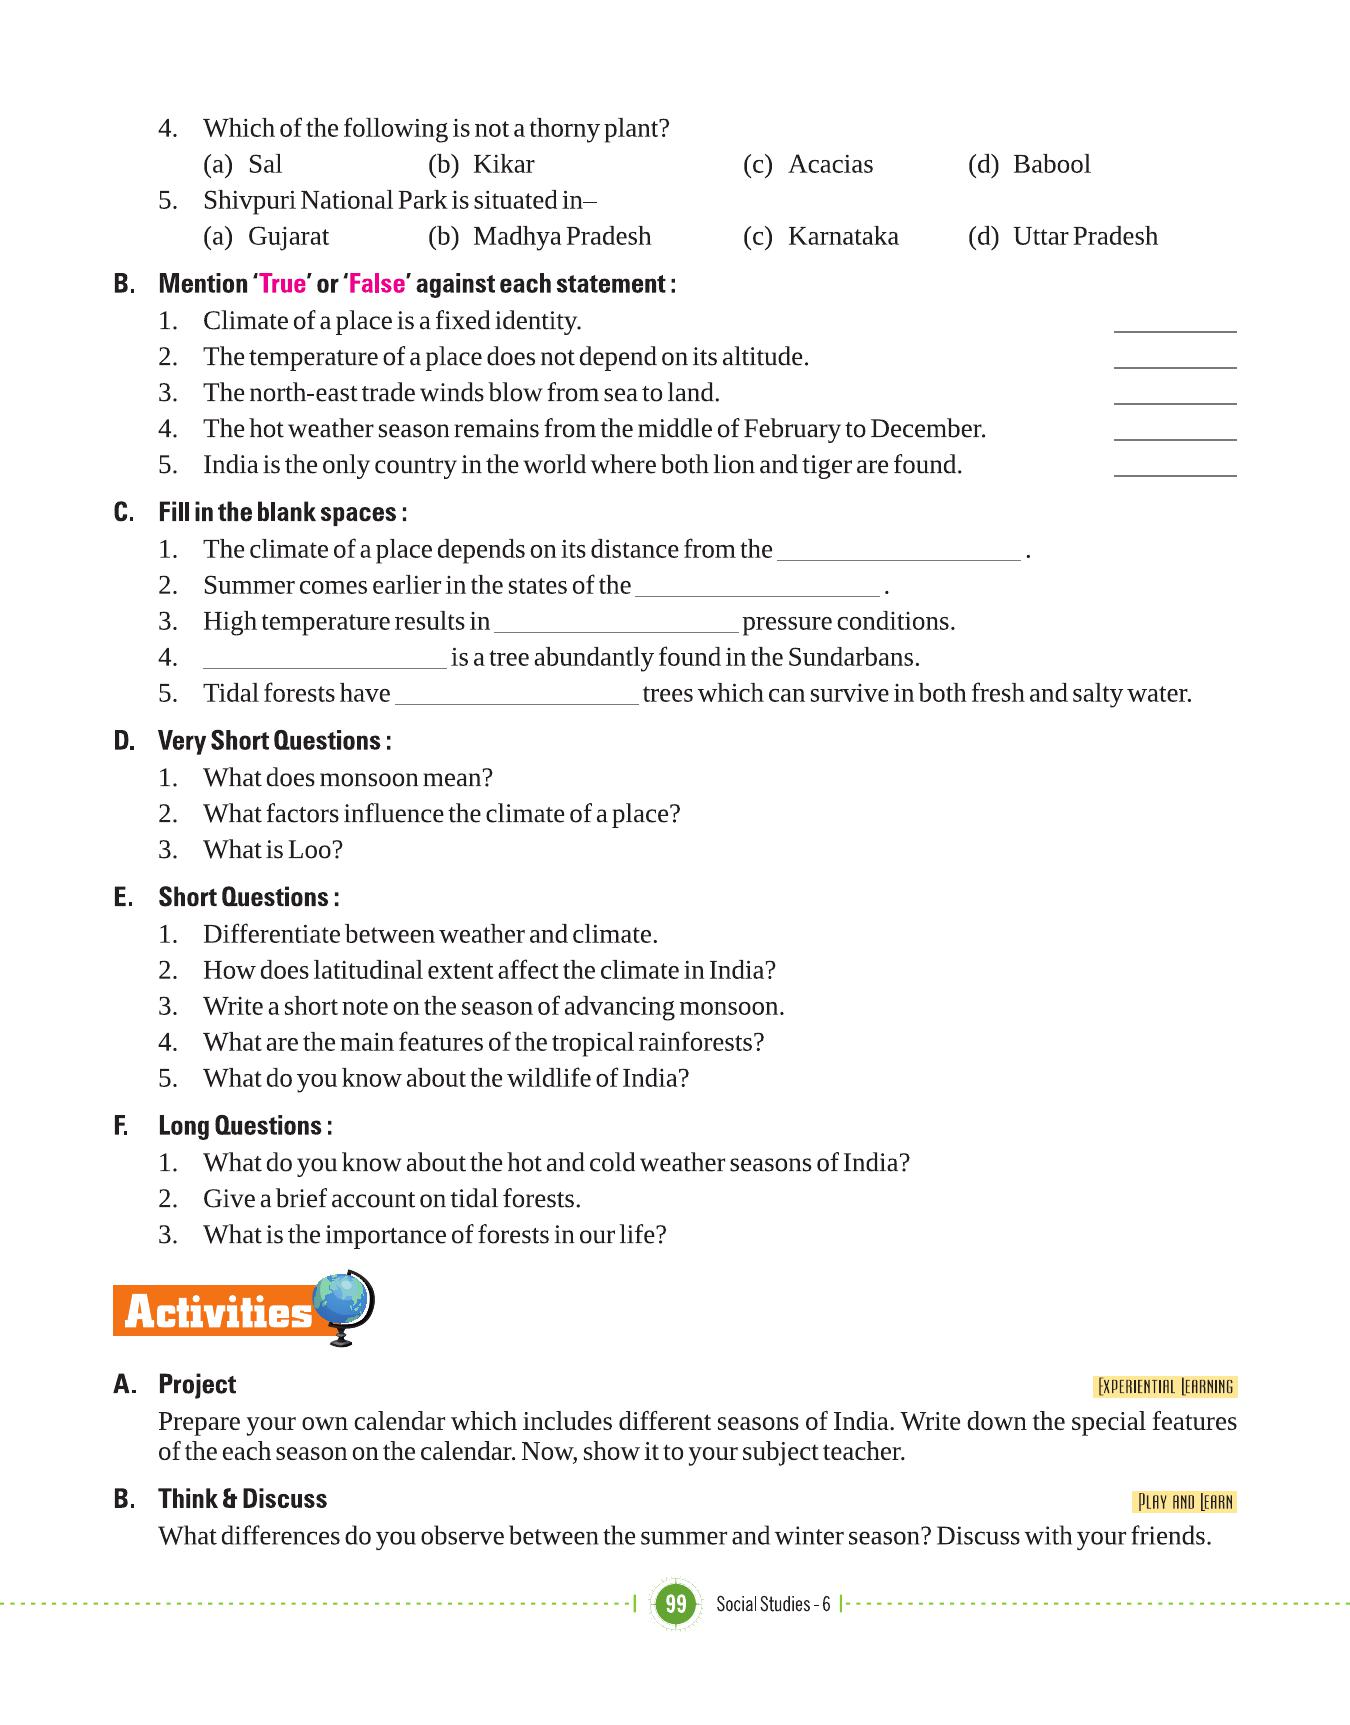 4. Which of the following is not a thorny plant?
(a) Sal (b) Kikar (c) Acacias (d) Babool
5. Shivpuri National Park is situated in–
(a) Gujarat (b) Madhya Pradesh (c) Karnataka (d) Uttar Pradesh
B. Mention ‘True’ or ‘False’ against each statement :
1. Climate of a place is a fixed identity. __________
2. The temperature of a place does not depend on its altitude. __________
3. The north-east trade winds blow from sea to land. __________
4. The hot weather season remains from the middle of February to December. __________
5. India is the only country in the world where both lion and tiger are found. __________
C. Fill in the blank spaces :
1. The climate of a place depends on its distance from the __________ .
2. Summer comes earlier in the states of the __________ .
3. High temperature results in __________ pressure conditions.
4. __________ is a tree abundantly found in the Sundarbans.
5. Tidal forests have __________ trees which can survive in both fresh and salty water.
D. Very Short Questions :
1. What does monsoon mean?
2. What factors influence the climate of a place?
3. What is Loo?
E. Short Questions :
1. Differentiate between weather and climate.
2. How does latitudinal extent affect the climate in India?
3. Write a short note on the season of advancing monsoon.
4. What are the main features of the tropical rainforests?
5. What do you know about the wildlife of India?
F. Long Questions :
1. What do you know about the hot and cold weather seasons of India?
2. Give a brief account on tidal forests.
3. What is the importance of forests in our life?
Activities
A. Project EXPERIENTIAL LEARNING
Prepare your own calendar which includes different seasons of India. Write down the special features
of the each season on the calendar. Now, show it to your subject teacher.
B. Think & Discuss PLAY AND LEARN
What differences do you observe between the summer and winter season? Discuss with your friends.
99 Social Studies - 6